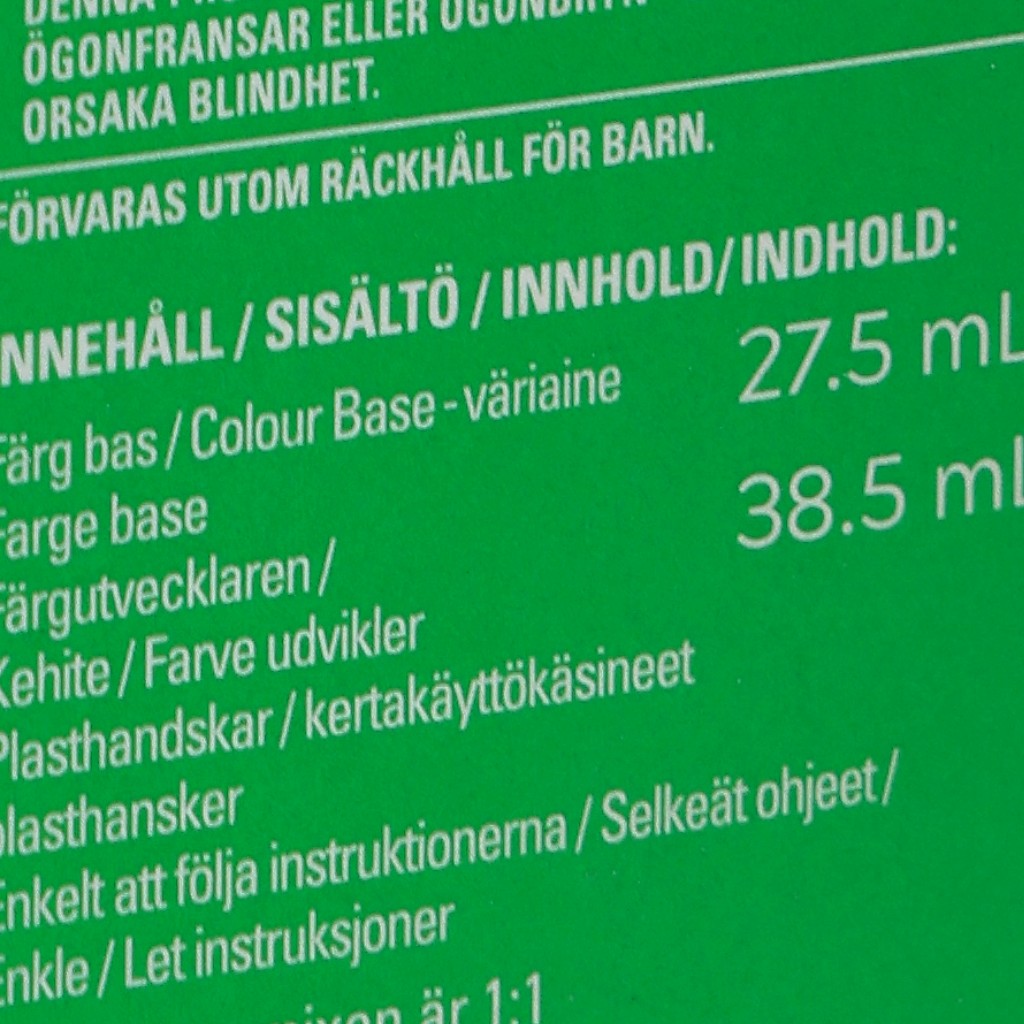 DENNA
ÖGONFRANSAR ELLER ÖGONBRYN
ORSAKA BLINDHET.
FÖRVARAS UTOM RÄCKHÅLL FÖR BARN.
INNEHÅLL / SISÄLTÖ / INNHOLD/INDHOLD:
Färg bas / Colour Base - väriaine 27.5 mL
Farge base 38.5 mL
Färgutvecklaren /
Kehite / Farve udvikler
Plasthandskar / kertakäyttökäsineet
plasthansker
Enkelt att följa instruktionerna / Selkeät ohjeet /
Enkle / Let instruksjoner
är 1:1